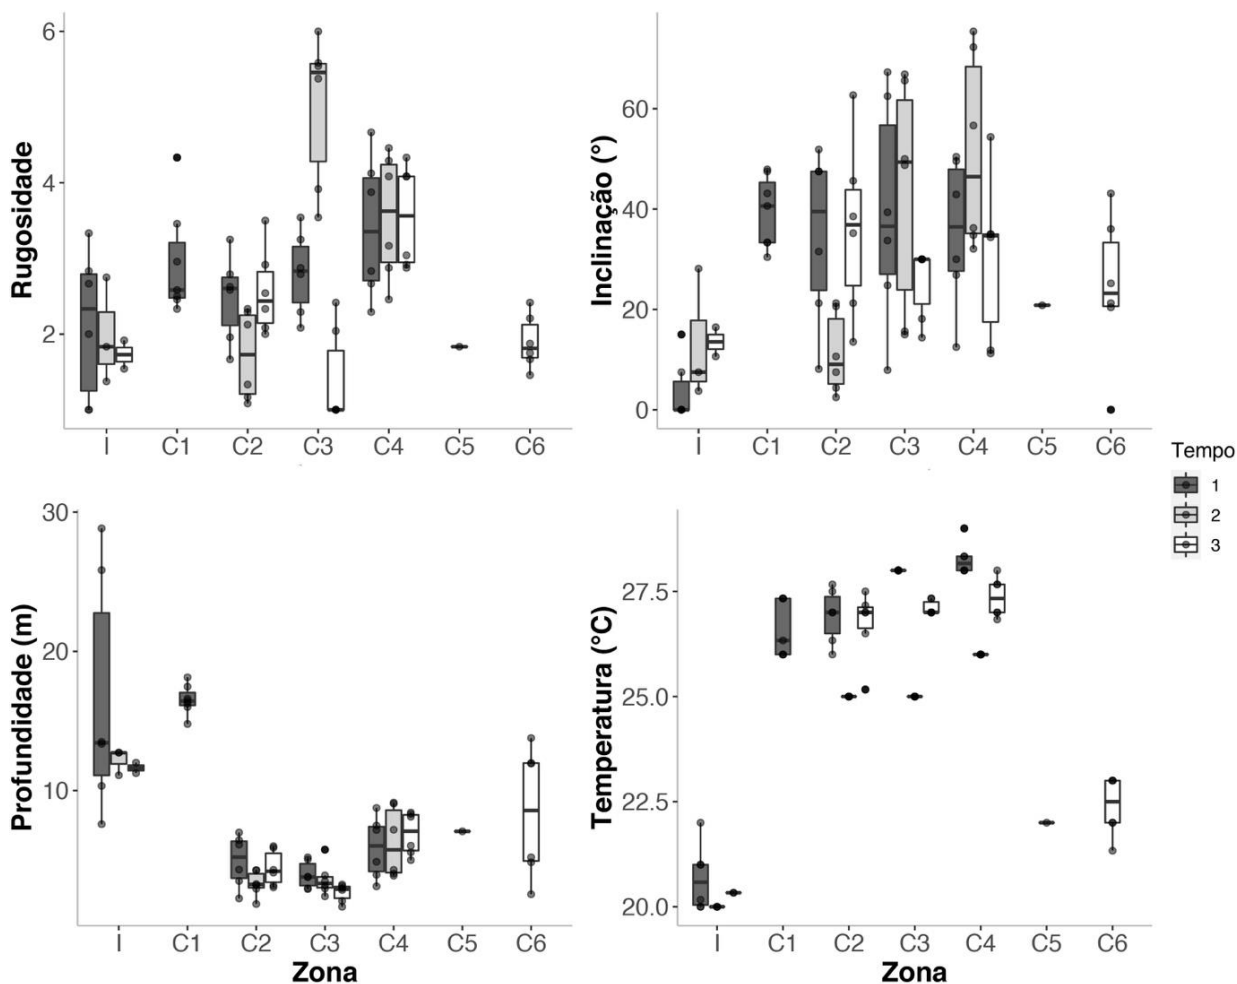 Rugosidade
6
4
2
I C1 C2 C3 C4 C5 C6
Inclinação (°)
60
40
20
0
I C1 C2 C3 C4 C5 C6
Profundidade (m)
30
20
10
I C1 C2 C3 C4 C5 C6
Zona
Temperatura (°C)
27.5
25.0
22.5
20.0
I C1 C2 C3 C4 C5 C6
Zona
Tempo
1
2
3